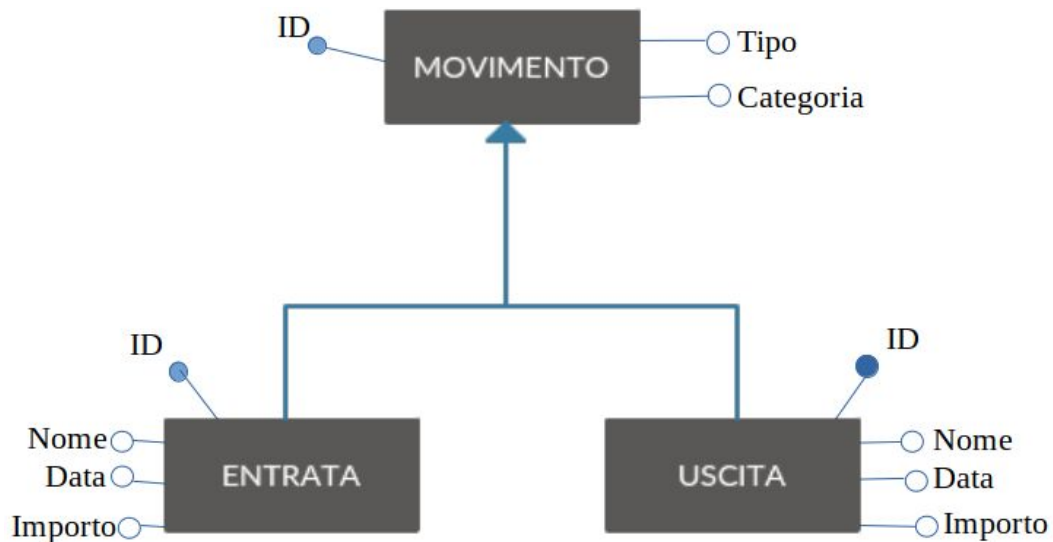 ID
Tipo
MOVIMENTO
Categoria
ID
ID
Nome
Data
Importo
ENTRATA
USCITA
Nome
Data
Importo